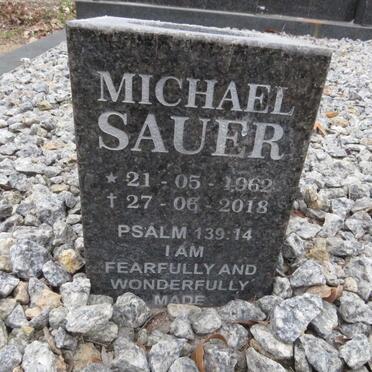 MICHAEL
SAUER
★ 21 - 05 - 1962
† 27 - 06 - 2018
PSALM 139:14
I AM
FEARFULLY AND
WONDERFULLY
MADE